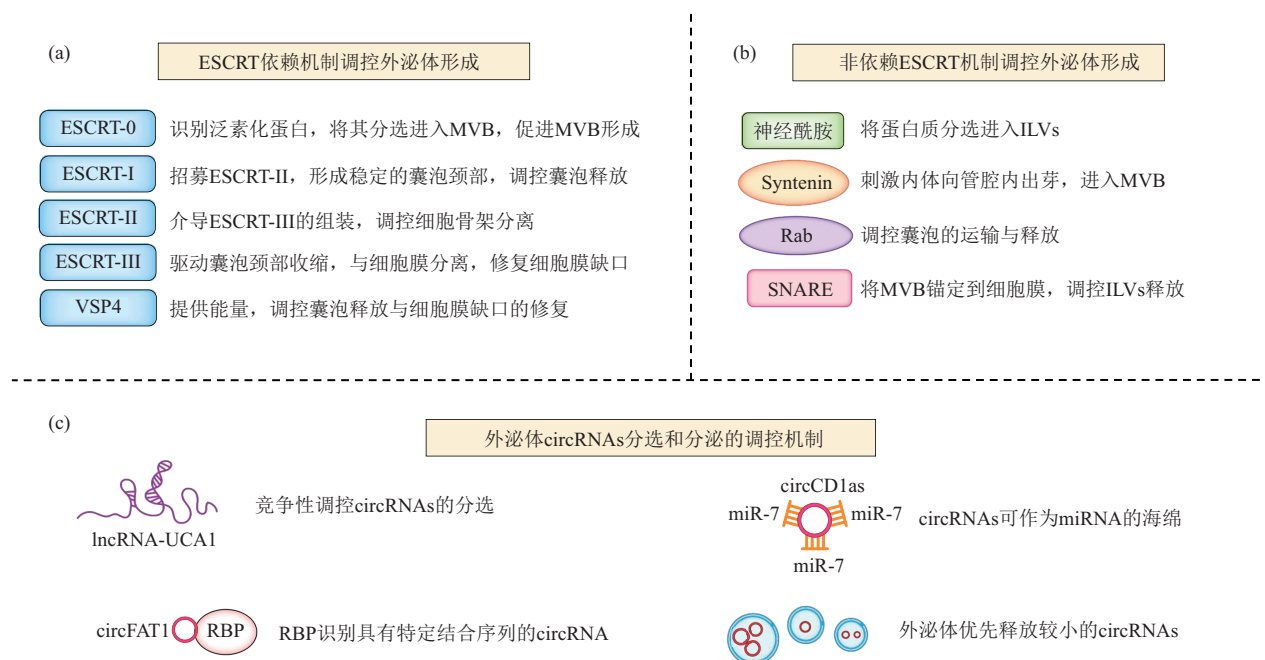 (a)
ESCRT依赖机制调控外泌体形成
ESCRT-0 识别泛素化蛋白，将其分选进入MVB，促进MVB形成
ESCRT-I 招募ESCRT-II，形成稳定的囊泡颈部，调控囊泡释放
ESCRT-II 介导ESCRT-III的组装，调控细胞骨架分离
ESCRT-III 驱动囊泡颈部收缩，与细胞膜分离，修复细胞膜缺口
VSP4 提供能量，调控囊泡释放与细胞膜缺口的修复
(b)
非依赖ESCRT机制调控外泌体形成
神经酰胺 将蛋白质分选进入ILVs
Syntenin 刺激内体向管腔内出芽，进入MVB
Rab 调控囊泡的运输与释放
SNARE 将MVB锚定到细胞膜，调控ILVs释放
(c)
外泌体circRNAs分选和分泌的调控机制
竞争性调控circRNAs的分选
lncRNA-UCA1
circCD1as
miR-7 miR-7
circRNAs可作为miRNA的海绵
miR-7
circFAT1 RBP RBP识别具有特定结合序列的circRNA
外泌体优先释放较小的circRNAs